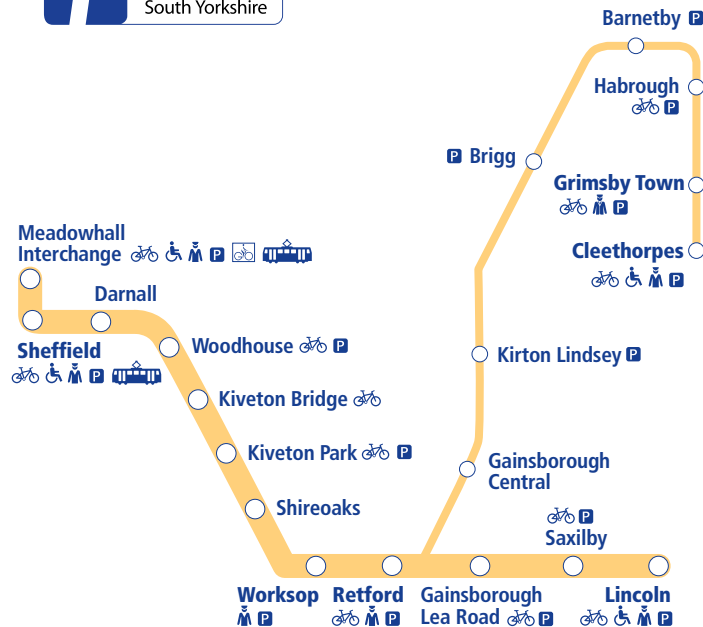 South Yorkshire
Barnetby P
Habrough
P
P Brigg
Grimsby Town
P
Cleethorpes
P
Meadowhall
Interchange P
Darnall
Sheffield
P
Woodhouse P
Kiveton Bridge
Kiveton Park P
Shireoaks
Kirton Lindsey P
Gainsborough
Central
P
Saxilby
Worksop
P
Retford
P
Gainsborough
Lea Road P
Lincoln
P